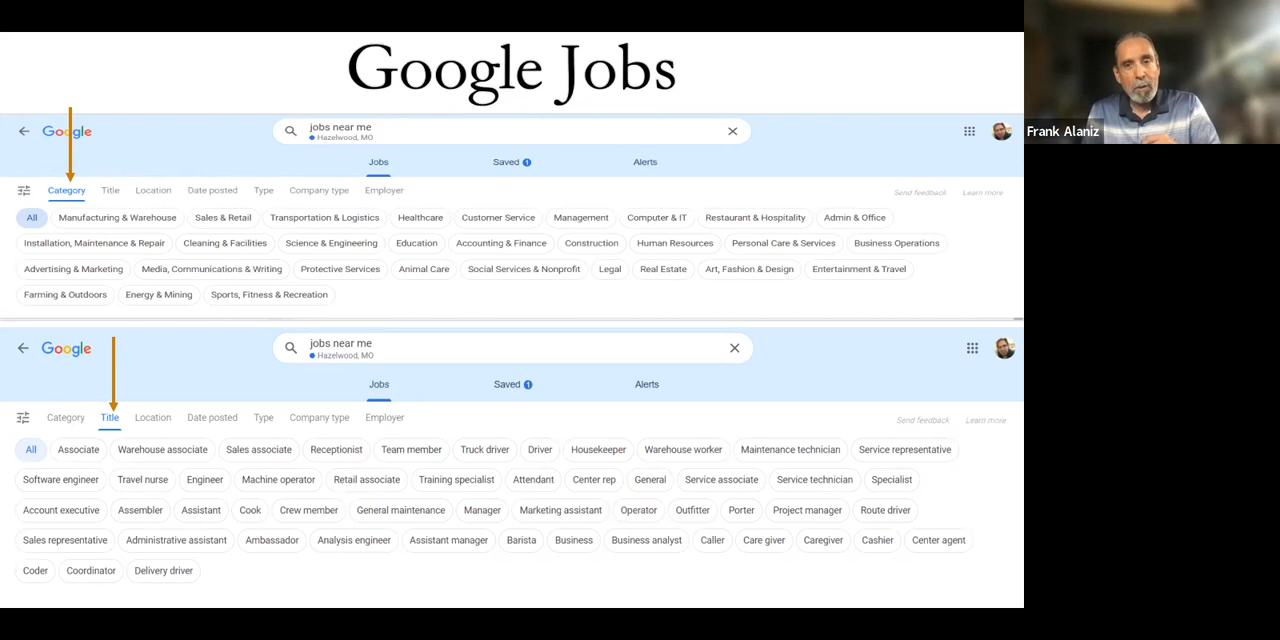 Google Jobs
Google
jobs near me
Hazelwood, MO
Jobs Saved 1 Alerts
Category Title Location Date posted Type Company type Employer Send feedback Learn more
All Manufacturing & Warehouse Sales & Retail Transportation & Logistics Healthcare Customer Service Management Computer & IT Restaurant & Hospitality Admin & Office
Installation, Maintenance & Repair Cleaning & Facilities Science & Engineering Education Accounting & Finance Construction Human Resources Personal Care & Services Business Operations
Advertising & Marketing Media, Communications & Writing Protective Services Animal Care Social Services & Nonprofit Legal Real Estate Art, Fashion & Design Entertainment & Travel
Farming & Outdoors Energy & Mining Sports, Fitness & Recreation
Google
jobs near me
Hazelwood, MO
Jobs Saved 1 Alerts
Category Title Location Date posted Type Company type Employer Send feedback Learn more
All Associate Warehouse associate Sales associate Receptionist Team member Truck driver Driver Housekeeper Warehouse worker Maintenance technician Service representative
Software engineer Travel nurse Engineer Machine operator Retail associate Training specialist Attendant Center rep General Service associate Service technician Specialist
Account executive Assembler Assistant Cook Crew member General maintenance Manager Marketing assistant Operator Outfitter Porter Project manager Route driver
Sales representative Administrative assistant Ambassador Analysis engineer Assistant manager Barista Business Business analyst Caller Care giver Caregiver Cashier Center agent
Coder Coordinator Delivery driver
Frank Alaniz